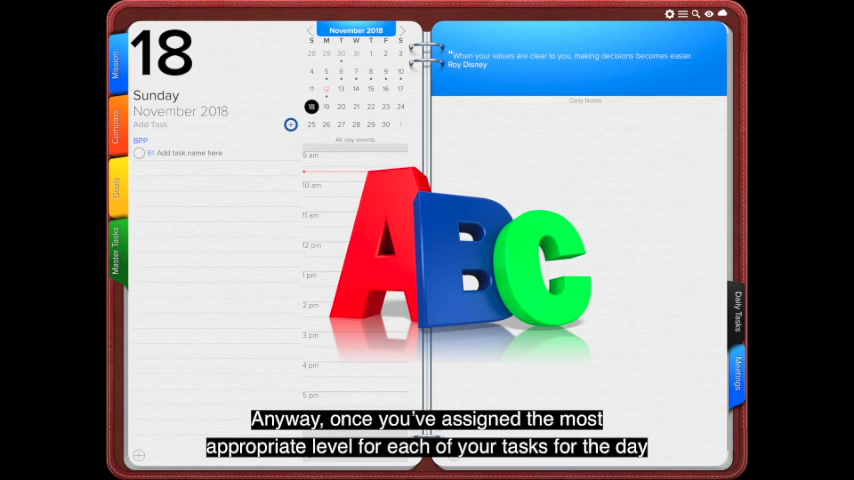 18
Sunday
November 2018
Add Task
BPP
B1 Add task name here
Mission
Compass
Goals
Master Tasks
November 2018
S M T W T F S
28 29 30 31 1 2 3
4 5 6 7 8 9 10
11 12 13 14 15 16 17
18 19 20 21 22 23 24
25 26 27 28 29 30 1
All day events
9 am
10 am
11 am
12 pm
1 pm
2 pm
3 pm
4 pm
5 pm
"When your values are clear to you, making decisions becomes easier.
Roy Disney
Daily Notes
ABC
Daily Tasks
Meetings
Anyway, once you've assigned the most
appropriate level for each of your tasks for the day